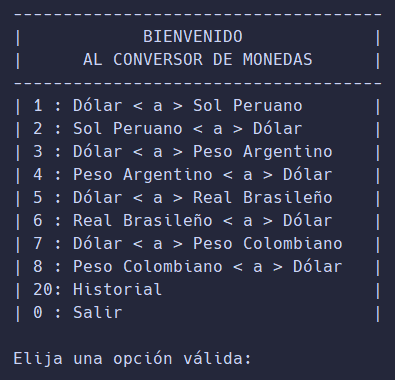 -------------------------------------
|            BIENVENIDO             |
|      AL CONVERSOR DE MONEDAS      |
-------------------------------------
| 1 : Dólar < a > Sol Peruano       |
| 2 : Sol Peruano < a > Dólar       |
| 3 : Dólar < a > Peso Argentino    |
| 4 : Peso Argentino < a > Dólar    |
| 5 : Dólar < a > Real Brasileño    |
| 6 : Real Brasileño < a > Dólar    |
| 7 : Dólar < a > Peso Colombiano   |
| 8 : Peso Colombiano < a > Dólar   |
| 20: Historial                     |
| 0 : Salir                         |
Elija una opción válida: